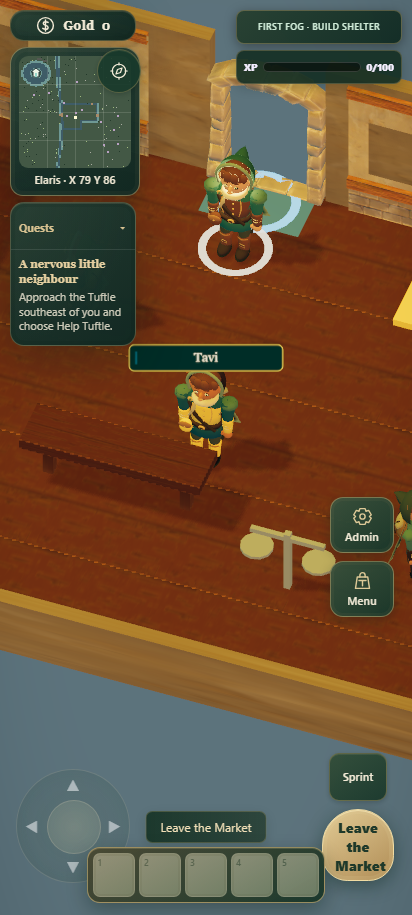 Gold 0
FIRST FOG · BUILD SHELTER
XP 0/100
Elaris · X 79 Y 86
Quests
A nervous little
neighbour
Approach the Tuftle
southeast of you and
choose Help Tuftle.
Tavi
Admin
Menu
Sprint
Leave the Market
Leave
the
Market
1 2 3 4 5